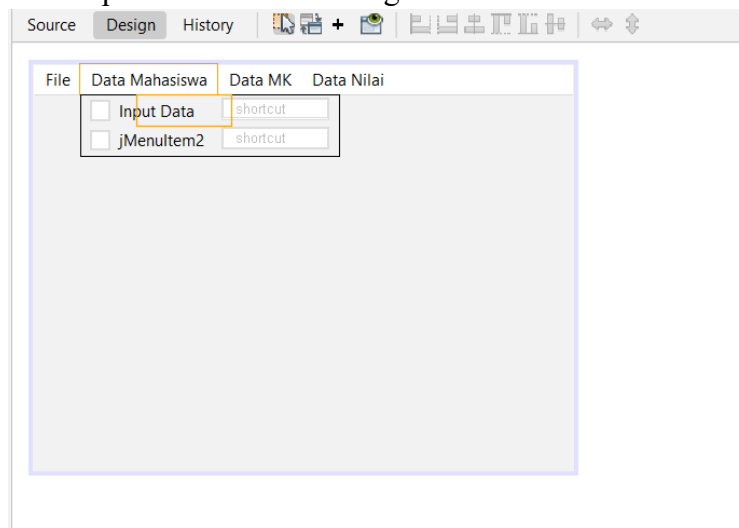 Source Design History
File Data Mahasiswa Data MK Data Nilai
Input Data shortcut
jMenuItem2 shortcut